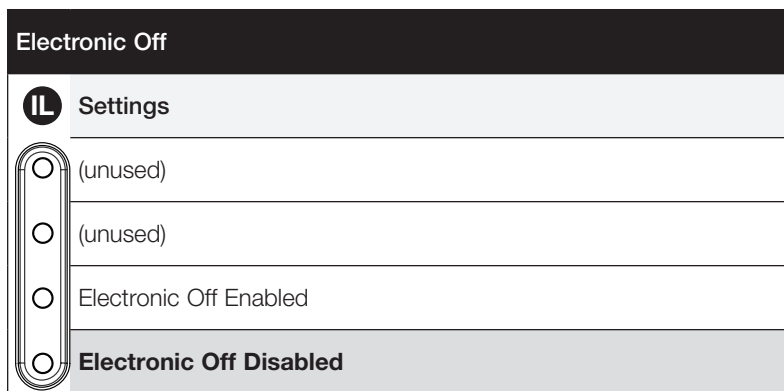 Electronic Off
IL Settings
(unused)
(unused)
Electronic Off Enabled
Electronic Off Disabled